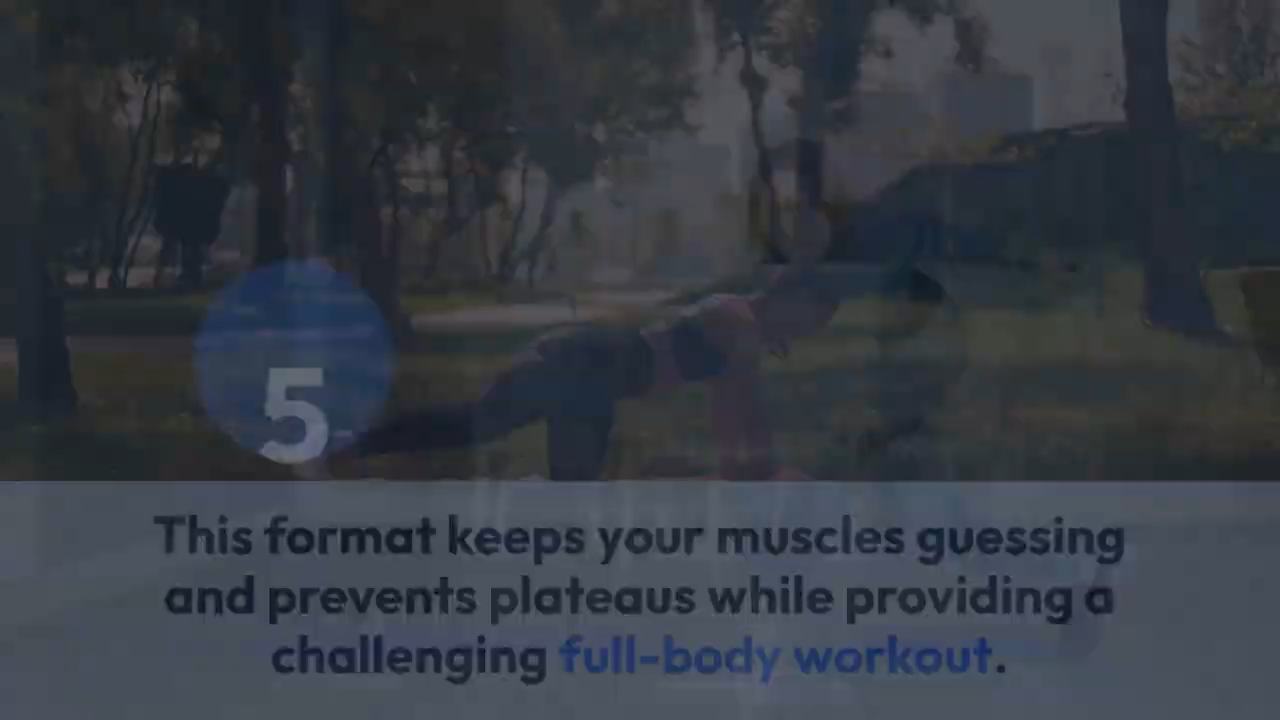 5
This format keeps your muscles guessing
and prevents plateaus while providing a
challenging full-body workout.